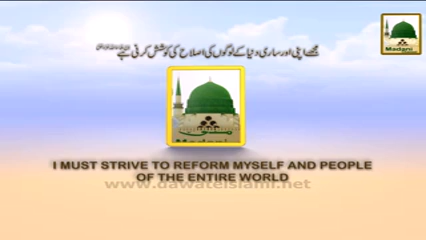 مجھے اپنی اور ساری دنیا کے لوگوں کی اصلاح کی کوشش کرنی ہے
Madani
I MUST STRIVE TO REFORM MYSELF AND PEOPLE
OF THE ENTIRE WORLD
www.dawateislami.net